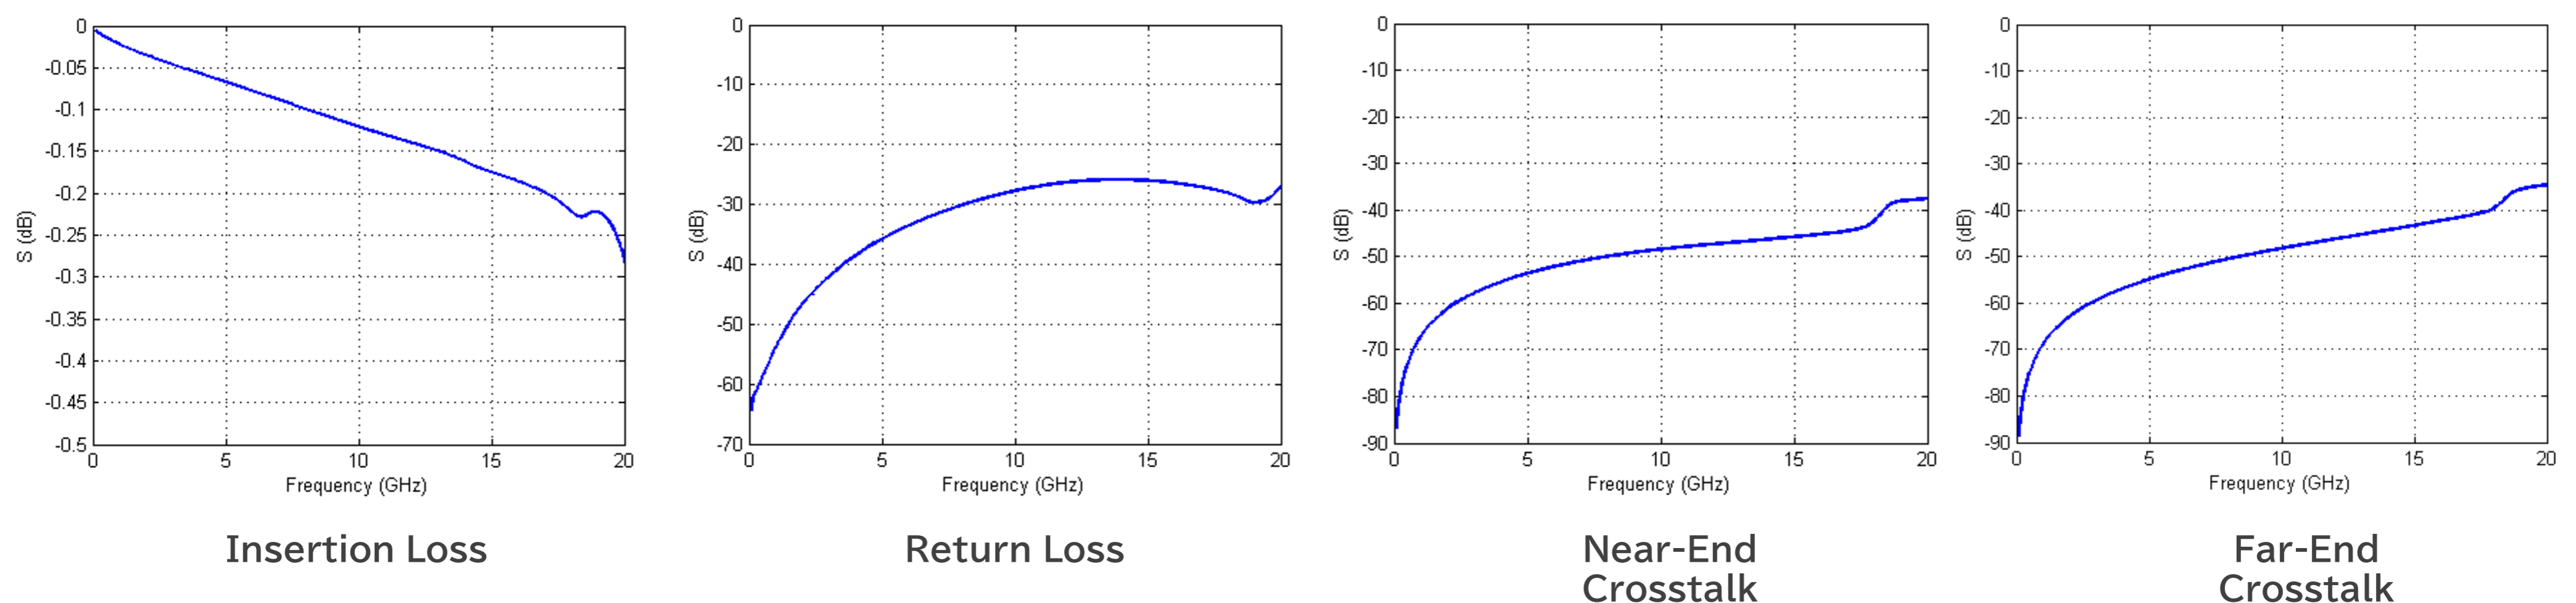 0
-0.05
-0.1
-0.15
-0.2
-0.25
-0.3
-0.35
-0.4
-0.45
-0.5
S (dB)
0 5 10 15 20
Frequency (GHz)
Insertion Loss
0
-10
-20
-30
-40
-50
-60
-70
S (dB)
0 5 10 15 20
Frequency (GHz)
Return Loss
0
-10
-20
-30
-40
-50
-60
-70
-80
-90
S (dB)
0 5 10 15 20
Frequency (GHz)
Near-End
Crosstalk
0
-10
-20
-30
-40
-50
-60
-70
-80
-90
S (dB)
0 5 10 15 20
Frequency (GHz)
Far-End
Crosstalk